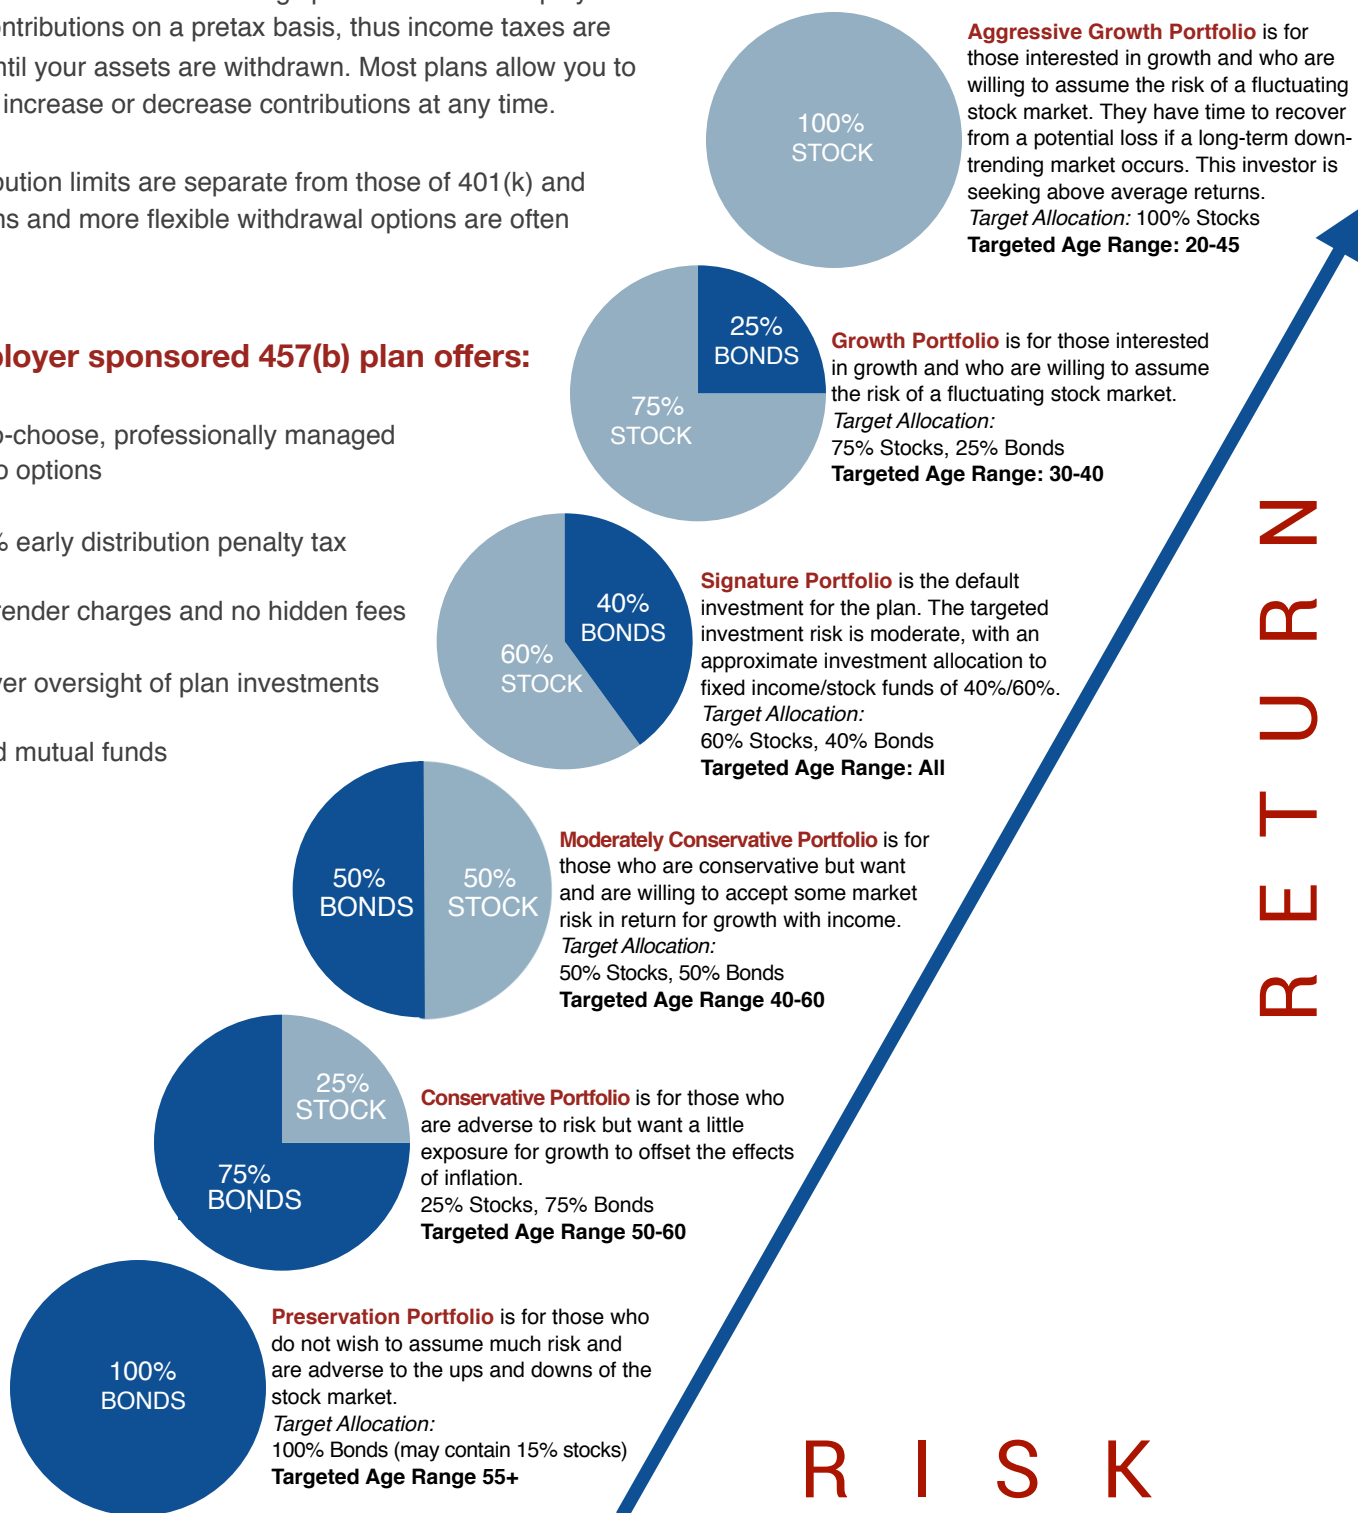 ntributions on a pretax basis, thus income taxes are
ntil your assets are withdrawn. Most plans allow you to
increase or decrease contributions at any time.
bution limits are separate from those of 401(k) and
ns and more flexible withdrawal options are often
ployer sponsored 457(b) plan offers:
o-choose, professionally managed
o options
% early distribution penalty tax
render charges and no hidden fees
yer oversight of plan investments
d mutual funds
100%
STOCK
Aggressive Growth Portfolio is for
those interested in growth and who are
willing to assume the risk of a fluctuating
stock market. They have time to recover
from a potential loss if a long-term down-
trending market occurs. This investor is
seeking above average returns.
Target Allocation: 100% Stocks
Targeted Age Range: 20-45
25%
BONDS
75%
STOCK
Growth Portfolio is for those interested
in growth and who are willing to assume
the risk of a fluctuating stock market.
Target Allocation:
75% Stocks, 25% Bonds
Targeted Age Range: 30-40
40%
BONDS
60%
STOCK
Signature Portfolio is the default
investment for the plan. The targeted
investment risk is moderate, with an
approximate investment allocation to
fixed income/stock funds of 40%/60%.
Target Allocation:
60% Stocks, 40% Bonds
Targeted Age Range: All
50%
BONDS
50%
STOCK
Moderately Conservative Portfolio is for
those who are conservative but want
and are willing to accept some market
risk in return for growth with income.
Target Allocation:
50% Stocks, 50% Bonds
Targeted Age Range 40-60
25%
STOCK
75%
BONDS
Conservative Portfolio is for those who
are adverse to risk but want a little
exposure for growth to offset the effects
of inflation.
25% Stocks, 75% Bonds
Targeted Age Range 50-60
100%
BONDS
Preservation Portfolio is for those who
do not wish to assume much risk and
are adverse to the ups and downs of the
stock market.
Target Allocation:
100% Bonds (may contain 15% stocks)
Targeted Age Range 55+
RETURN
RISK